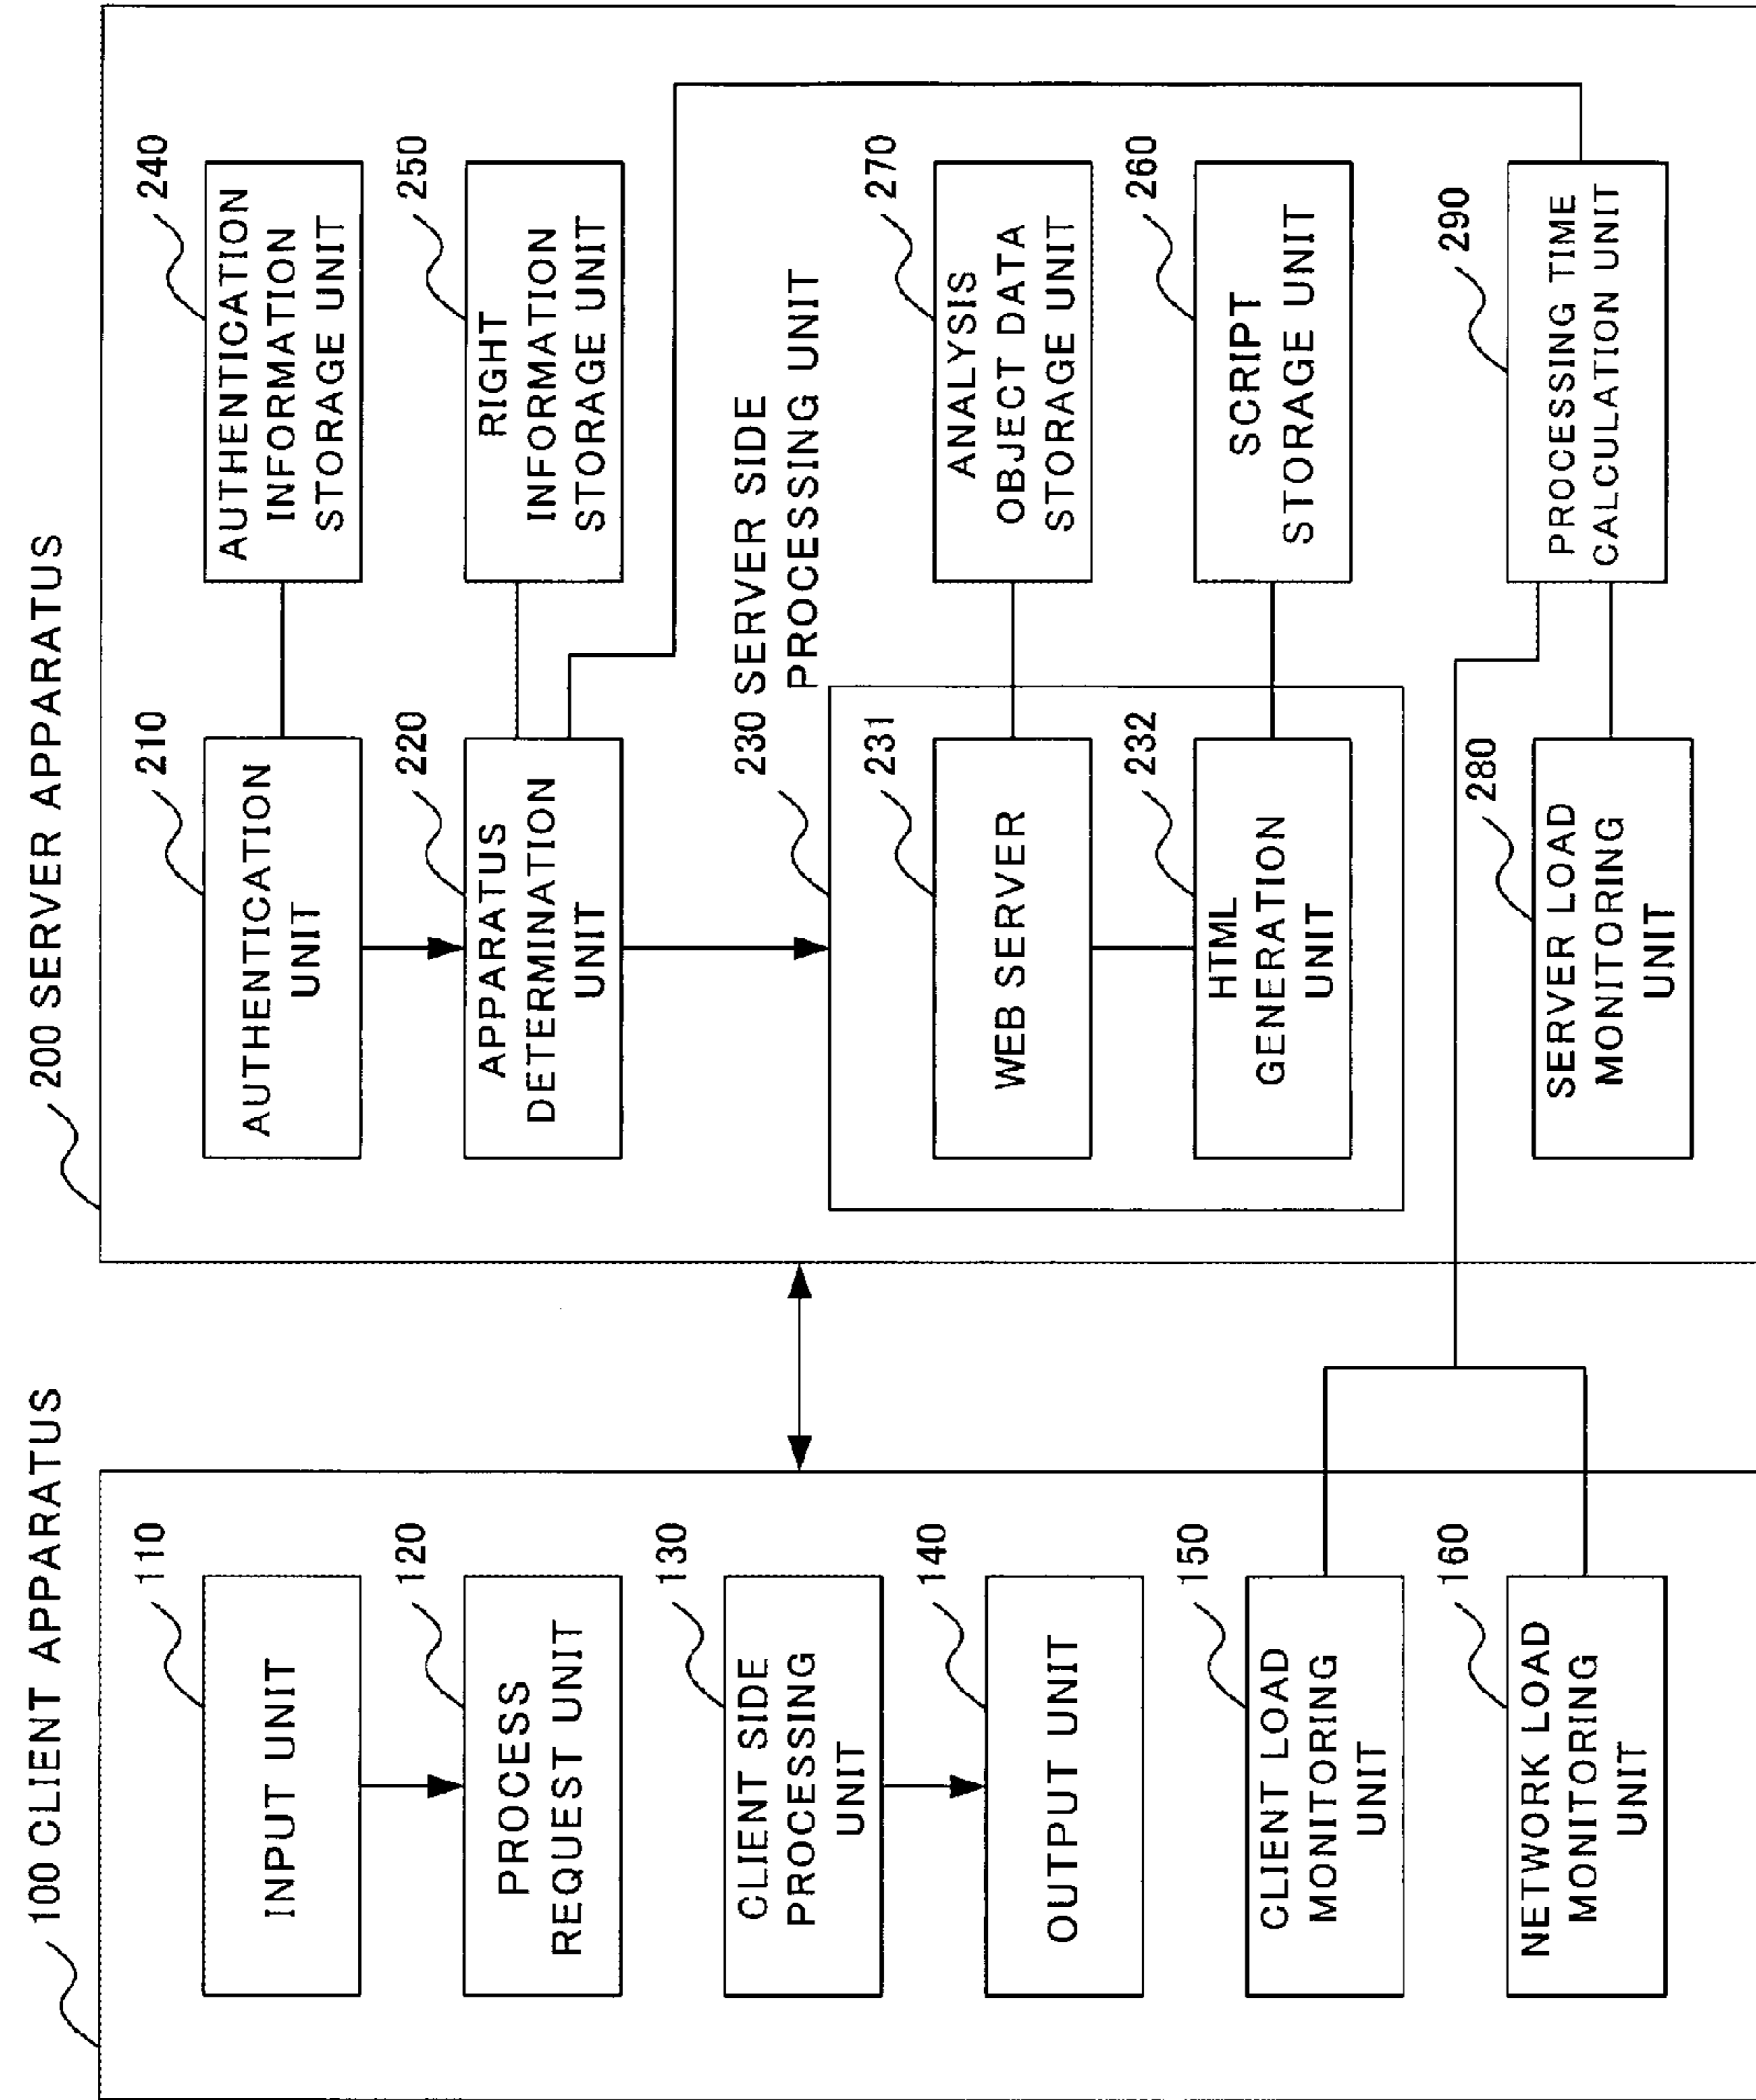 100 CLIENT APPARATUS
110
INPUT UNIT
120
PROCESS
REQUEST UNIT
130
CLIENT SIDE
PROCESSING
UNIT
140
OUTPUT UNIT
150
CLIENT LOAD
MONITORING
UNIT
160
NETWORK LOAD
MONITORING
UNIT
200 SERVER APPARATUS
210
AUTHENTICATION
UNIT
240
AUTHENTICATION
INFORMATION
STORAGE UNIT
220
APPARATUS
DETERMINATION
UNIT
250
RIGHT
INFORMATION
STORAGE UNIT
230 SERVER SIDE
PROCESSING UNIT
231
WEB SERVER
270
ANALYSIS
OBJECT DATA
STORAGE UNIT
232
HTML
GENERATION
UNIT
260
SCRIPT
STORAGE UNIT
280
SERVER LOAD
MONITORING
UNIT
290
PROCESSING TIME
CALCULATION UNIT